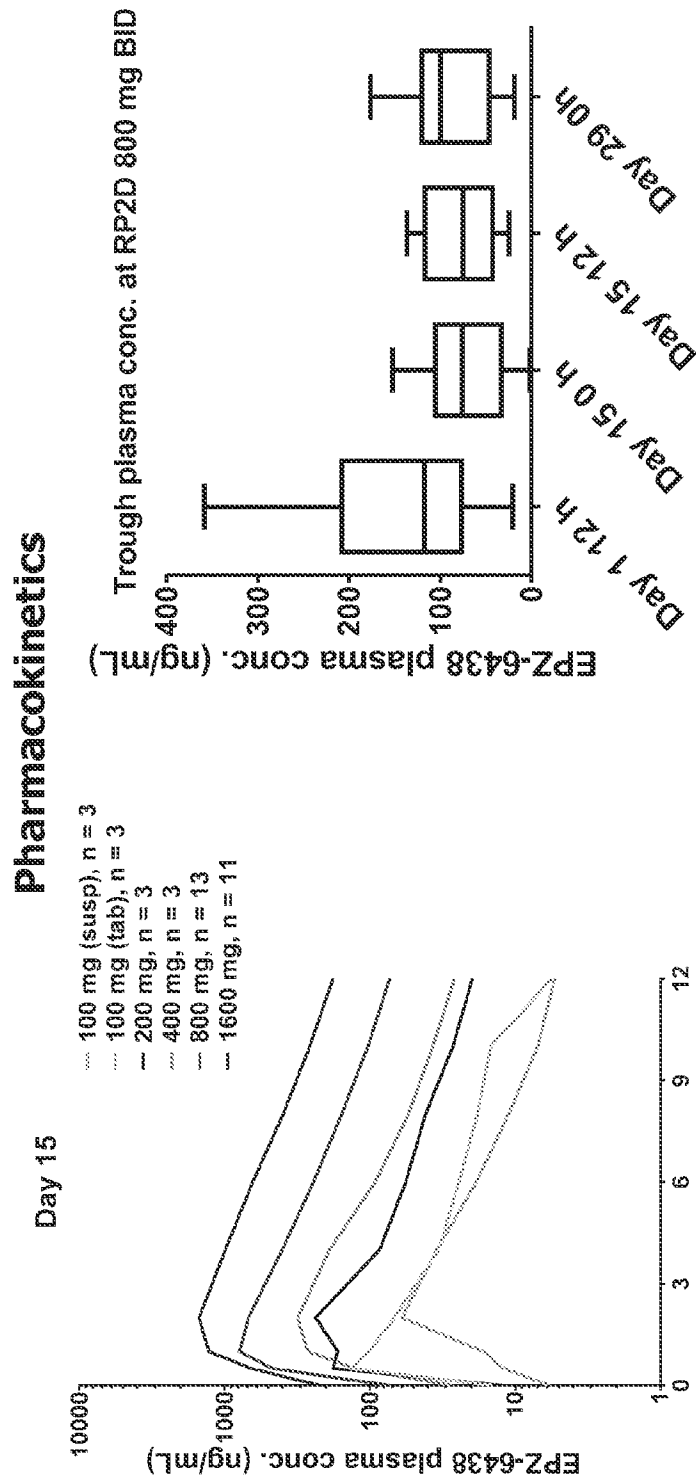 Pharmacokinetics
Day 15
EPZ-6438 plasma conc. (ng/mL)
10000
1000
100
10
1
0
3
6
9
12
100 mg (susp), n = 3
100 mg (tab), n = 3
200 mg, n = 3
400 mg, n = 3
800 mg, n = 13
1600 mg, n = 11
Trough plasma conc. at RP2D 800 mg BID
EPZ-6438 plasma conc. (ng/mL)
400
300
200
100
0
Day 1 12 h
Day 15 0 h
Day 15 12 h
Day 29 0h